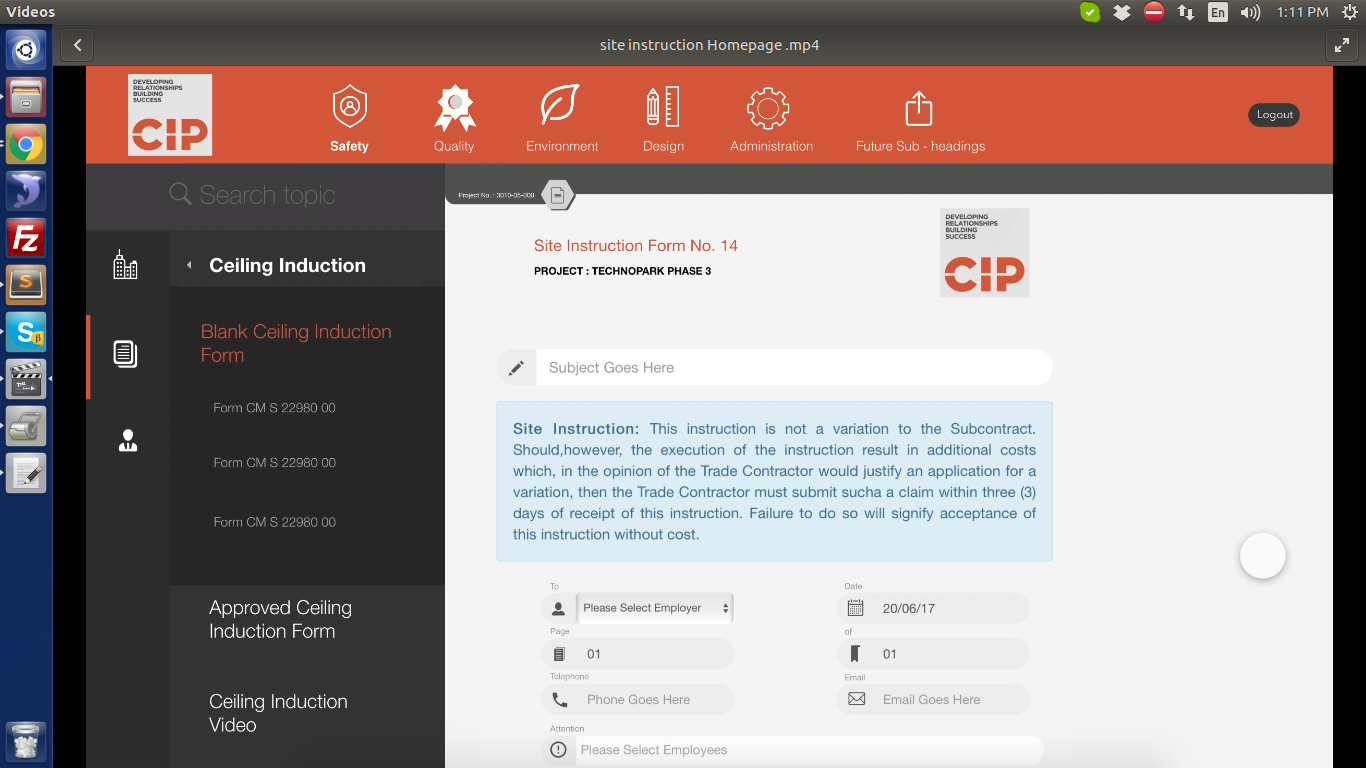 Videos
En
1:11 PM
site instruction Homepage .mp4
DEVELOPING
RELATIONSHIPS
BUILDING
SUCCESS
CIP
Safety
Quality
Environment
Design
Administration
Future Sub - headings
Logout
Search topic
Project No. : 3010-05-008
Ceiling Induction
Blank Ceiling Induction
Form
Form CM S 22980 00
Form CM S 22980 00
Form CM S 22980 00
Approved Ceiling
Induction Form
Ceiling Induction
Video
Site Instruction Form No. 14
PROJECT : TECHNOPARK PHASE 3
DEVELOPING
RELATIONSHIPS
BUILDING
SUCCESS
CIP
Subject Goes Here
Site Instruction: This instruction is not a variation to the Subcontract.
Should,however, the execution of the instruction result in additional costs
which, in the opinion of the Trade Contractor would justify an application for a
variation, then the Trade Contractor must submit sucha a claim within three (3)
days of receipt of this instruction. Failure to do so will signify acceptance of
this instruction without cost.
To
Please Select Employer
Date
20/06/17
Page
01
of
01
Telephone
Phone Goes Here
Email
Email Goes Here
Attention
Please Select Employees